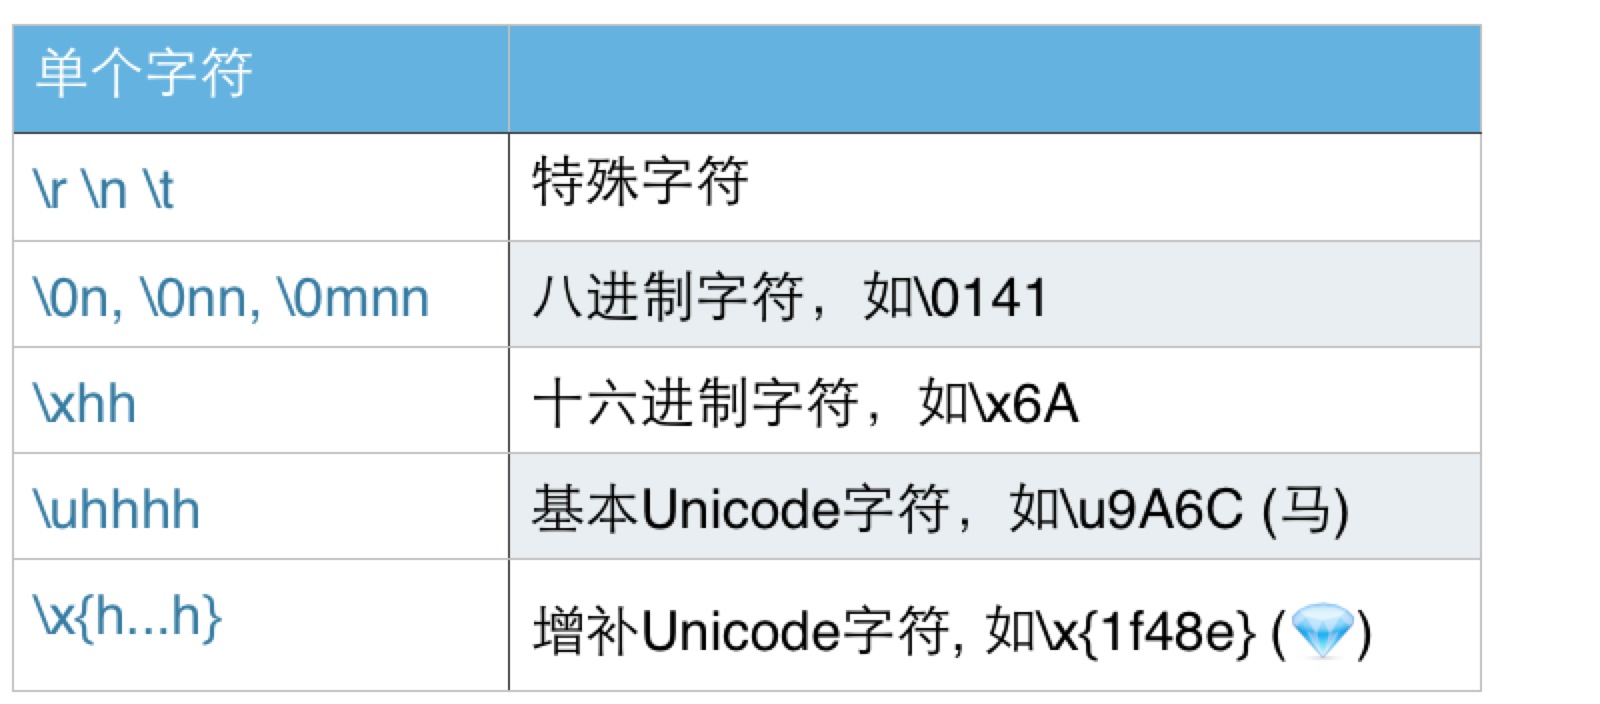 单个字符
\r \n \t 特殊字符
\0n, \0nn, \0mnn 八进制字符，如\0141
\xhh 十六进制字符，如\x6A
\uhhhh 基本Unicode字符，如\u9A6C (马)
\x{h...h} 增补Unicode字符, 如\x{1f48e} (💎)